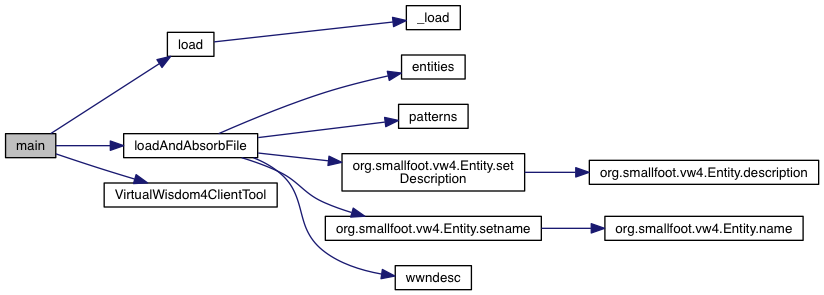 main
load
_load
loadAndAbsorbFile
entities
patterns
org.smallfoot.vw4.Entity.set
Description
org.smallfoot.vw4.Entity.description
org.smallfoot.vw4.Entity.setname
org.smallfoot.vw4.Entity.name
wwndesc
VirtualWisdom4ClientTool